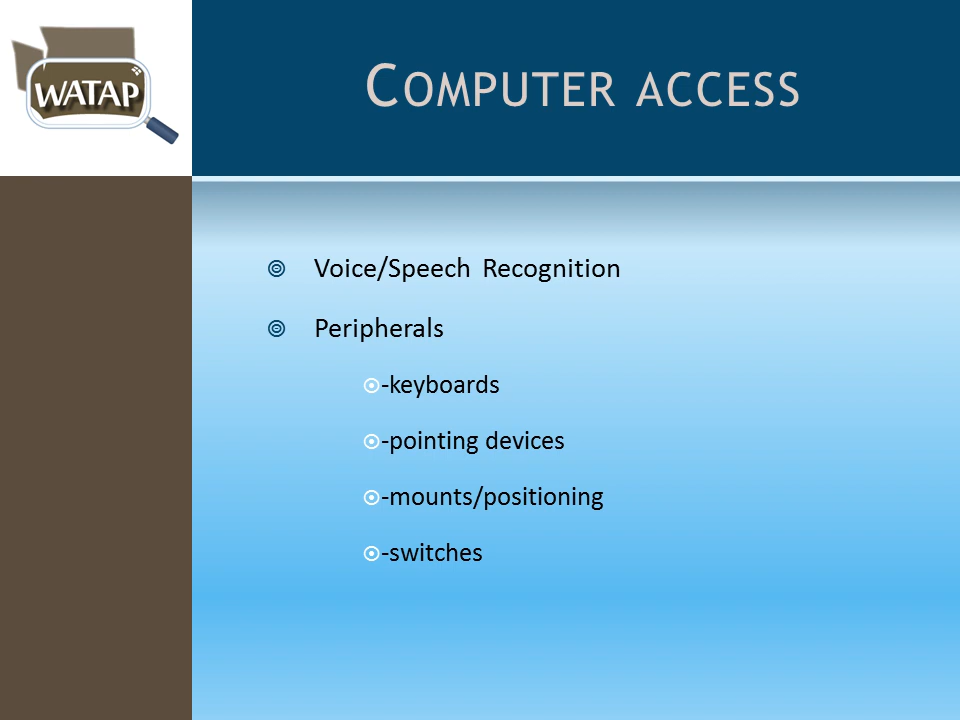 WATAP
COMPUTER ACCESS
Voice/Speech Recognition
Peripherals
-keyboards
-pointing devices
-mounts/positioning
-switches